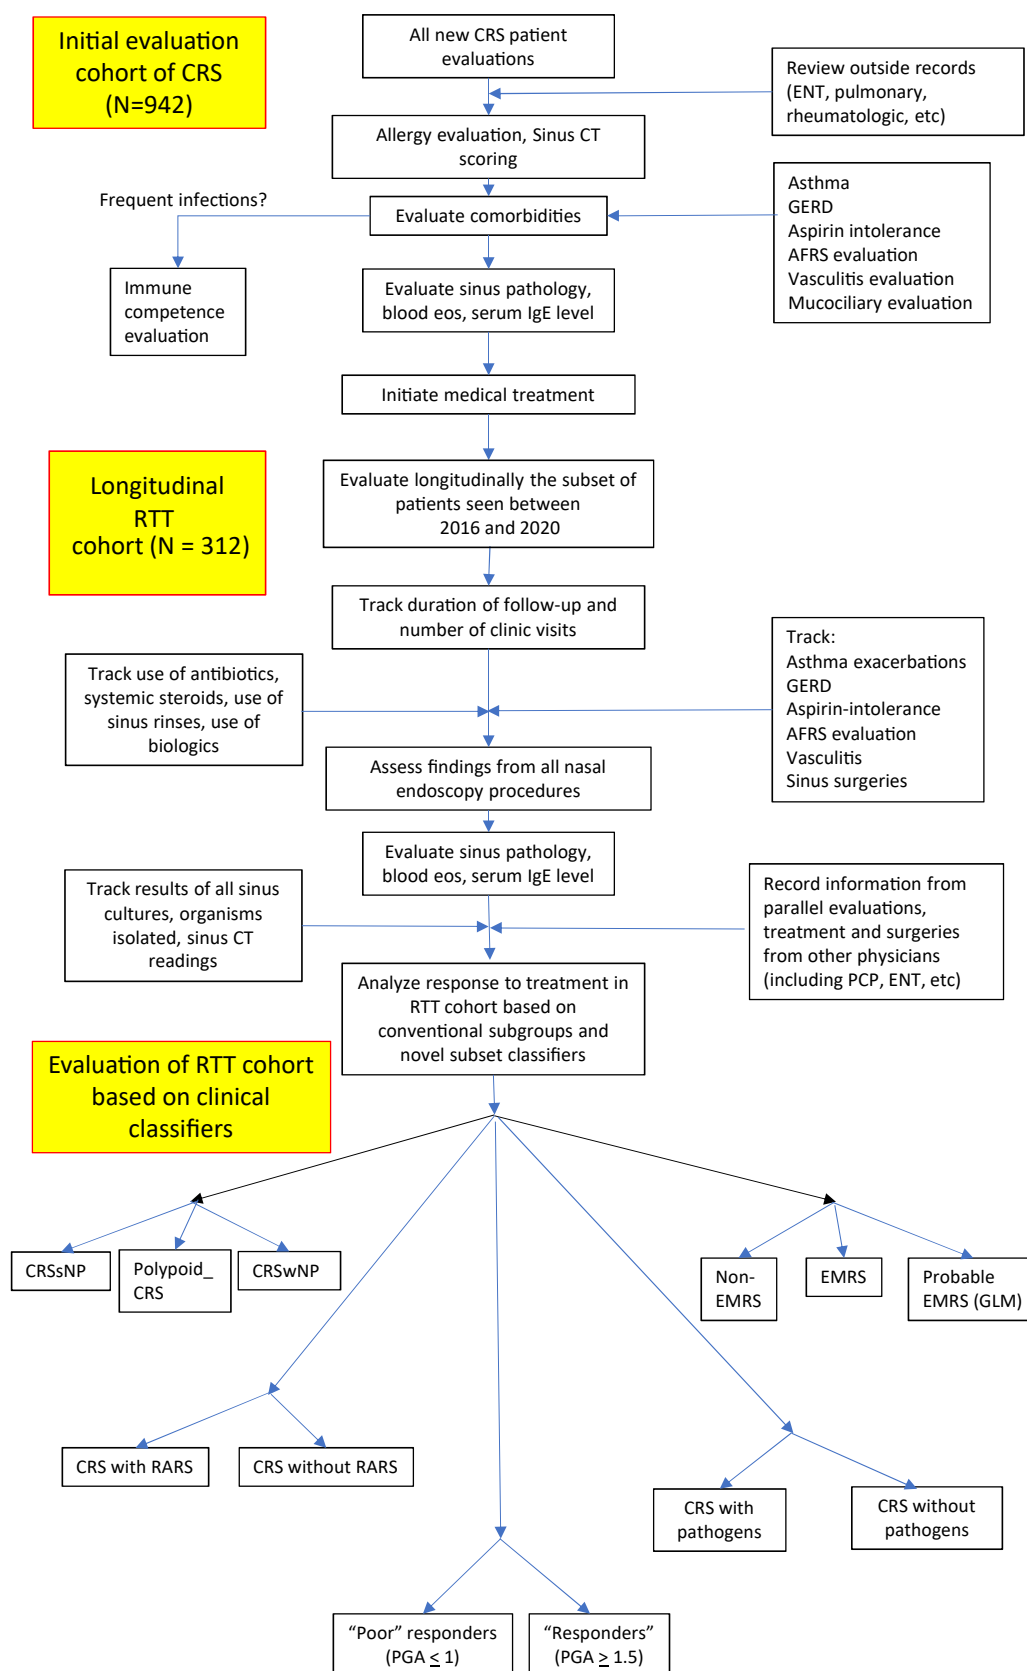 Initial evaluation
cohort of CRS
(N=942)
All new CRS patient
evaluations
Review outside records
(ENT, pulmonary,
rheumatologic, etc)
Allergy evaluation, Sinus CT
scoring
Frequent infections?
Evaluate comorbidities
Asthma
GERD
Aspirin intolerance
AFRS evaluation
Vasculitis evaluation
Mucociliary evaluation
Immune
competence
evaluation
Evaluate sinus pathology,
blood eos, serum IgE level
Initiate medical treatment
Longitudinal
RTT
cohort (N = 312)
Evaluate longitudinally the subset of
patients seen between
2016 and 2020
Track duration of follow-up and
number of clinic visits
Track use of antibiotics,
systemic steroids, use of
sinus rinses, use of
biologics
Track:
Asthma exacerbations
GERD
Aspirin-intolerance
AFRS evaluation
Vasculitis
Sinus surgeries
Assess findings from all nasal
endoscopy procedures
Evaluate sinus pathology,
blood eos, serum IgE level
Track results of all sinus
cultures, organisms
isolated, sinus CT
readings
Record information from
parallel evaluations,
treatment and surgeries
from other physicians
(including PCP, ENT, etc)
Analyze response to treatment in
RTT cohort based on
conventional subgroups and
novel subset classifiers
Evaluation of RTT cohort
based on clinical
classifiers
CRSsNP
Polypoid_
CRS
CRSwNP
Non-
EMRS
EMRS
Probable
EMRS (GLM)
CRS with RARS
CRS without RARS
CRS with
pathogens
CRS without
pathogens
“Poor” responders
(PGA ≤ 1)
“Responders”
(PGA ≥ 1.5)